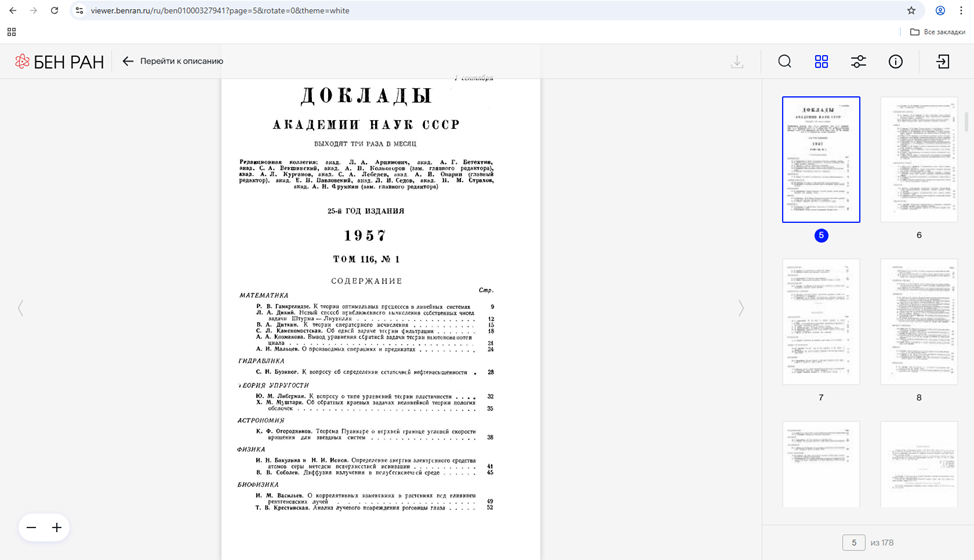 viewer.benran.ru/ru/ben01000327941?page=5&rotate=0&theme=white
Все закладки
БЕН РАН
Перейти к описанию
7 сентября
ДОКЛАДЫ
АКАДЕМИИ НАУК СССР
ВЫХОДЯТ ТРИ РАЗА В МЕСЯЦ
Редакционная коллегия: акад. Л. А. Арцимович, акад. А. Г. Бетехтин,
акад. С. А. Векшинский, акад. А. Н. Колмогоров (зам. главного редактора),
акад. А. Л. Курсанов, акад. С. А. Лебедев, акад. А. И. Опарин (главный
редактор), акад. Е. Н. Павловский, акад. Л. И. Седов, акад. Н. М. Страхов,
акад. А. Н. Фрумкин (зам. главного редактора)
25-й ГОД ИЗДАНИЯ
1957
ТОМ 116, № 1
СОДЕРЖАНИЕ
Стр.
МАТЕМАТИКА
Р. В. Гамкрелидзе. К теории оптимальных процессов в линейных системах 9
Л. А. Дикий. Новый способ приближенного вычисления собственных чисел
задачи Штурма — Лиувилля 12
В. А. Диткин. К теории операторного исчисления 15
С. Л. Каменомостская. Об одной задаче теории фильтрации 18
А. А. Космодемьянская. Вывод уравнения обратной задачи теории ньютонова потен-
циала 21
А. И. Мальцев. О производных операциях и предикатах 24
ГИДРАВЛИКА
С. Н. Бузинов. К вопросу об определении остаточной нефтенасыщенности 28
ТЕОРИЯ УПРУГОСТИ
Ю. М. Либерман. К вопросу о типе уравнений теории пластичности 32
Х. М. Муштари. Об обратных краевых задачах нелинейной теории пологих
оболочек 35
АСТРОНОМИЯ
К. Ф. Огородников. Теорема Пуанкаре о верхней границе угловой скорости
вращения для звездных систем 38
ФИЗИКА
И. Н. Бакулина и Н. И. Ионов. Определение энергии электронного сродства
атомов серы методом поверхностной ионизации 41
В. В. Соболев. Диффузия излучения в полубесконечной среде 45
БИОФИЗИКА
И. М. Васильев. О коррелятивных изменениях в растениях под влиянием
рентгеновских лучей 49
Т. В. Крестинская. Анализ лучевого повреждения роговицы глаза 52
5
6
7
8
5 из 178